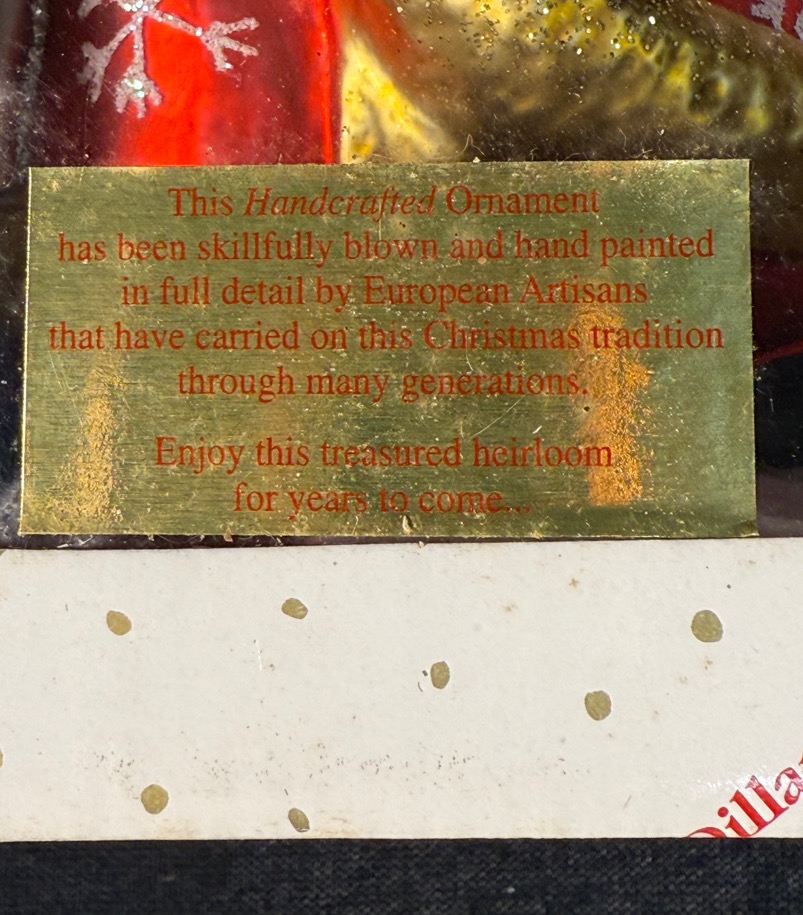 This Handcrafted Ornament
has been skillfully blown and hand painted
in full detail by European Artisans
that have carried on this Christmas tradition
through many generations.
Enjoy this treasured heirloom
for years to come...